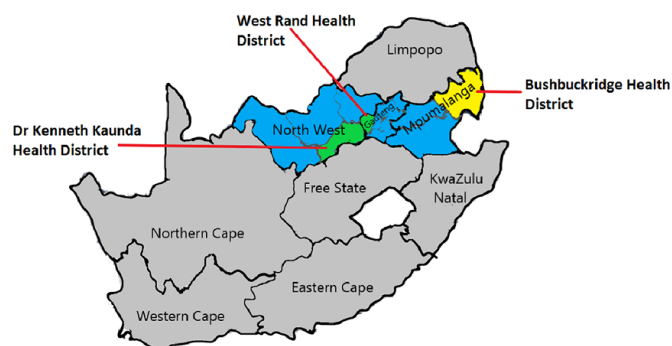 West Rand Health
District
Limpopo
Bushbuckridge Health
District
Mpumalanga
Gauteng
North West
Dr Kenneth Kaunda
Health District
Free State
KwaZulu
Natal
Northern Cape
Eastern Cape
Western Cape